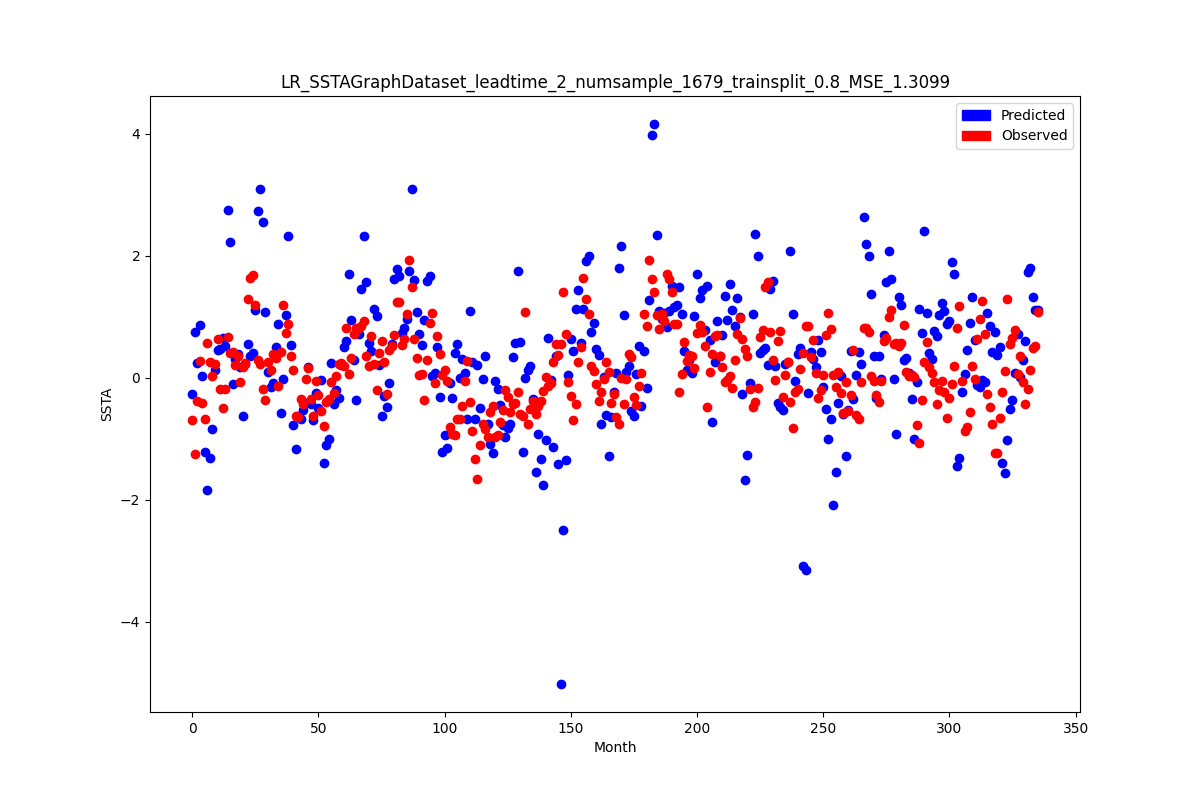 LR_SSTAGraphDataset_leadtime_2_numsample_1679_trainsplit_0.8_MSE_1.3099
Predicted
Observed
4
2
0
−2
−4
SSTA
0 50 100 150 200 250 300 350
Month